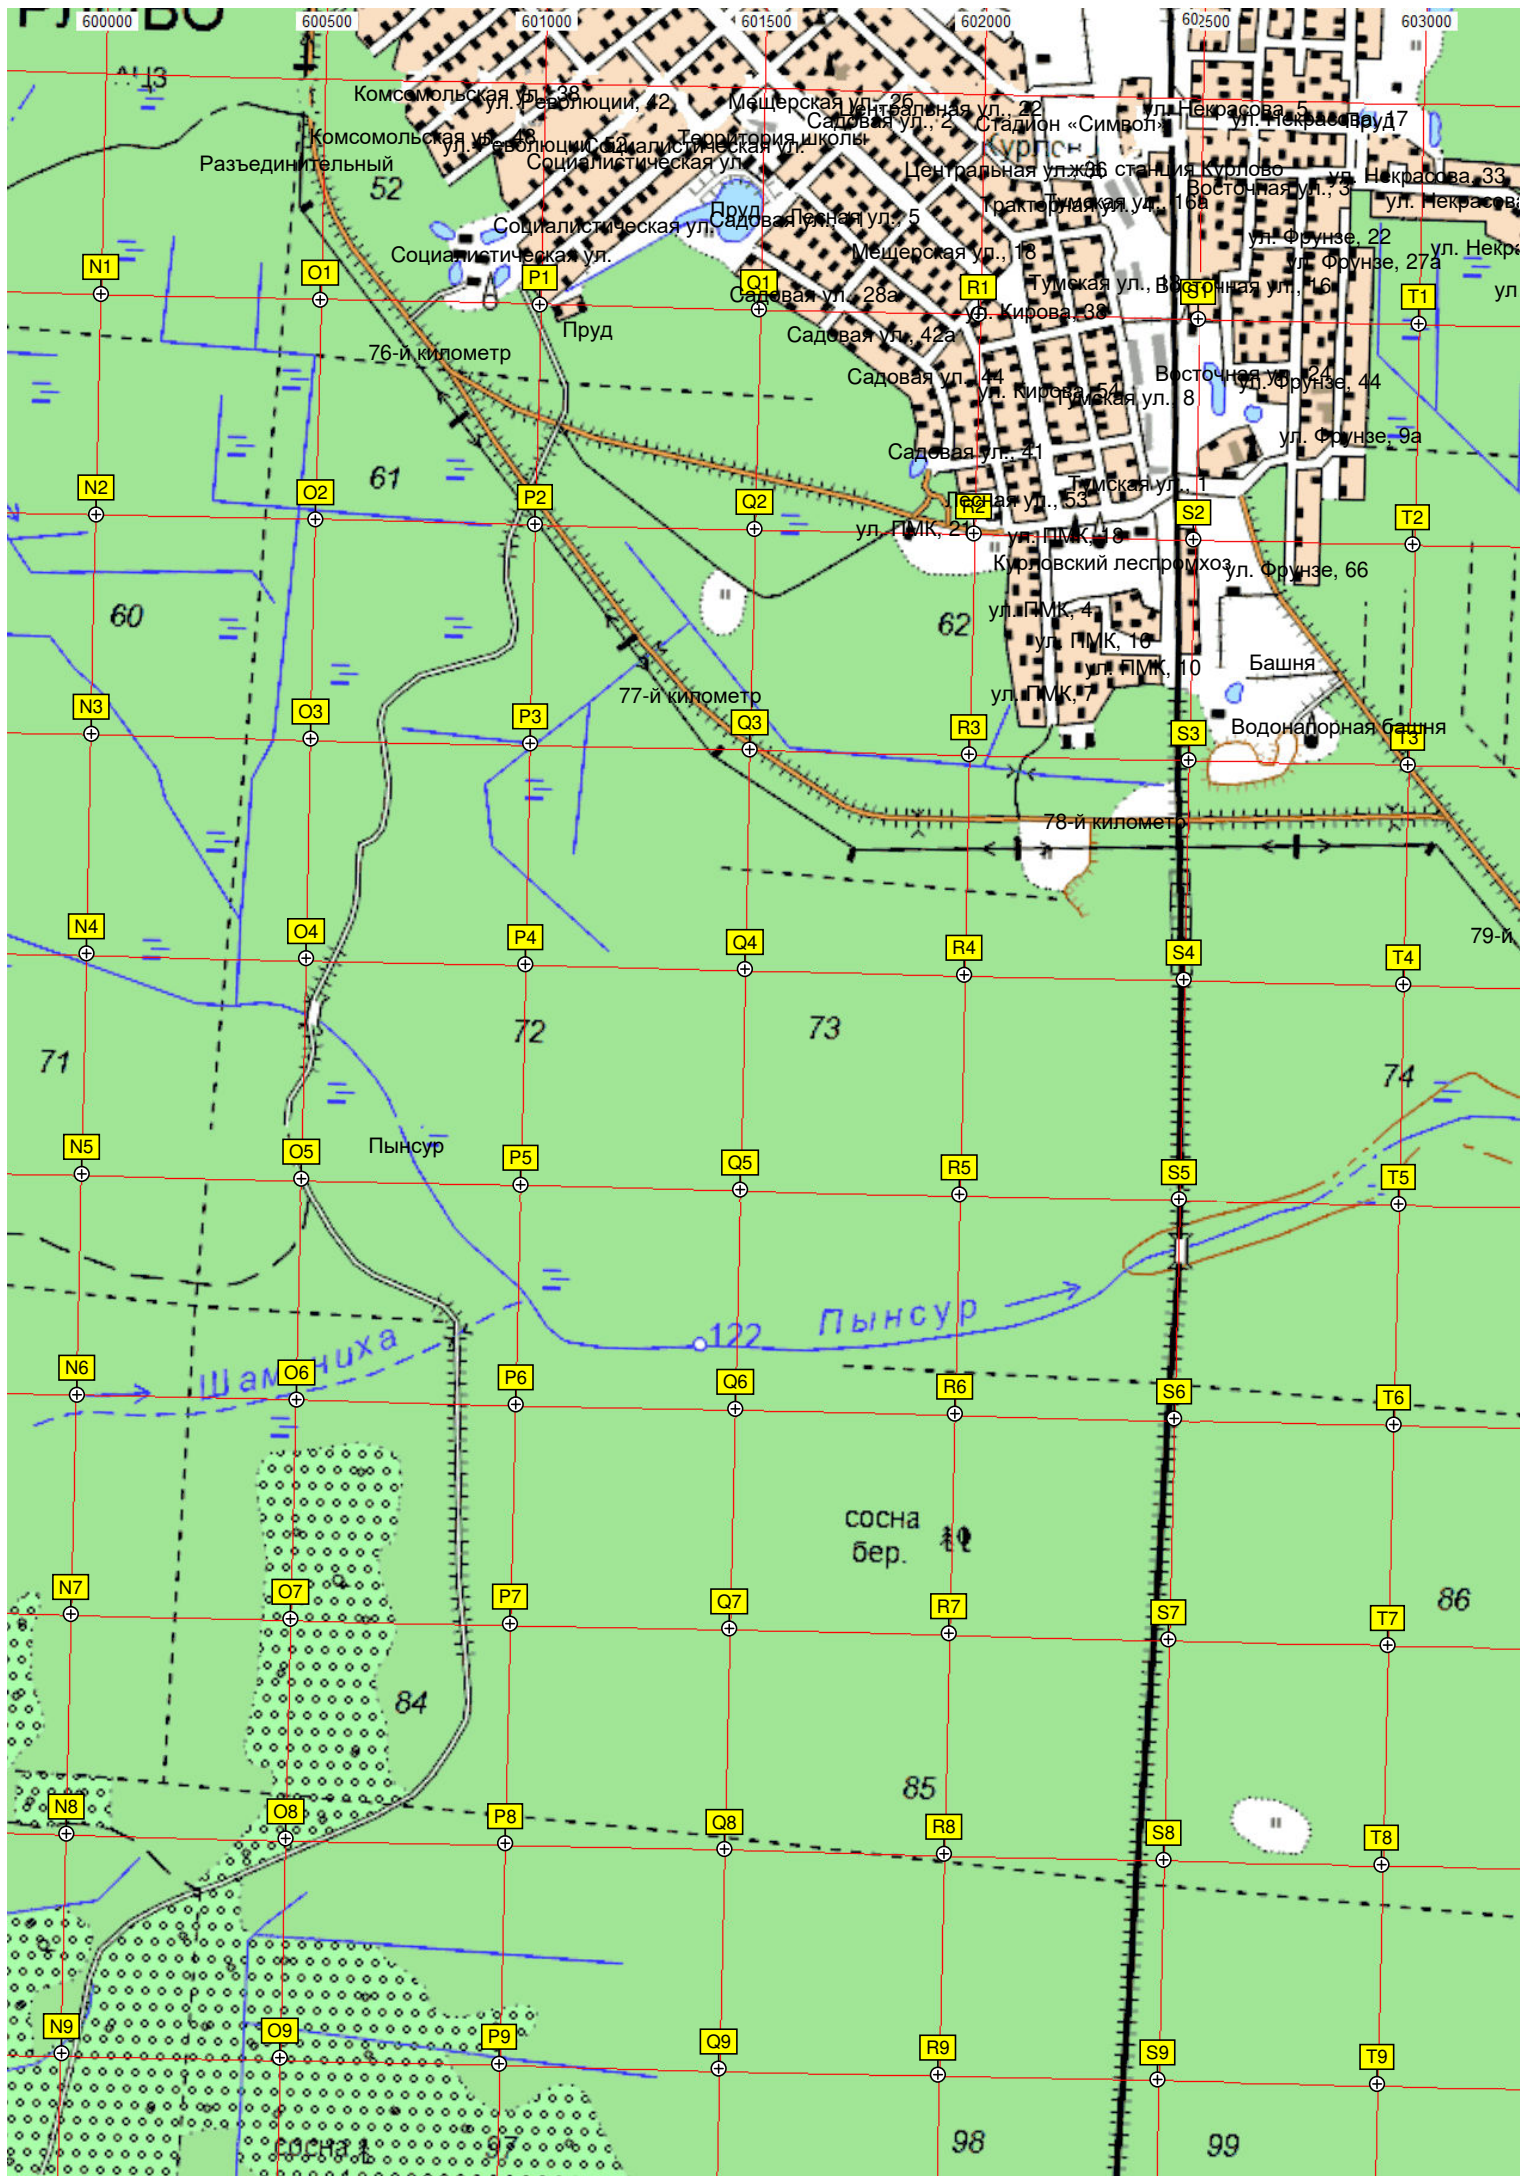 600000 600500 601000 601500 602000 602500 603000
Комсомольская ул., 38
ул. Революции, 42
Мещерская ул., 26
Центральная ул., 22
Садовая ул., 2
Стадион «Символ»
ул. Некрасова, 5
ул. Некрасова, 17
Пруд
Комсомольская ул., 48
ул. Революции, 52
Социалистическая ул.
Территория школы
Разъединительный
52
Социалистическая ул.
Центральная ул., 36
ж/д станция Курлово
ул. Некрасова, 33
Восточная ул., 3
Тракторная ул., 4
Тумская ул., 16а
Пруд
Лесная ул., 5
Социалистическая ул.
ул. Фрунзе, 22
Социалистическая ул.
Мещерская ул., 18
ул. Фрунзе, 27а
N1 O1 P1 Q1 R1 S1 T1
Садовая ул., 28а
Восточная ул., 16
ул
ул. Кирова, 38
Пруд
Садовая ул., 42а
76-й километр
Садовая ул., 44
Восточная ул., 24
ул. Фрунзе, 44
ул. Кирова, 54
Тумская ул., 8
ул. Фрунзе, 9а
Садовая ул., 41
61
Тумская ул., 1
N2 O2 P2 Q2 R2 S2 T2
Лесная ул., 53
ул. ПМК, 21
ул. ПМК, 18
Курловский леспромхоз
ул. Фрунзе, 66
60
62
ул. ПМК, 4
ул. ПМК, 16
ул. ПМК, 10
Башня
77-й километр
ул. ПМК, 7
N3 O3 P3 Q3 R3 S3 T3
Водонапорная башня
78-й километр
79-й
N4 O4 P4 Q4 R4 S4 T4
71
72
73
74
N5 O5 P5 Q5 R5 S5 T5
Пынсур
Пынсур
122
N6 O6 P6 Q6 R6 S6 T6
сосна
бер.
N7 O7 P7 Q7 R7 S7 T7
86
84
85
N8 O8 P8 Q8 R8 S8 T8
N9 O9 P9 Q9 R9 S9 T9
97
98
99